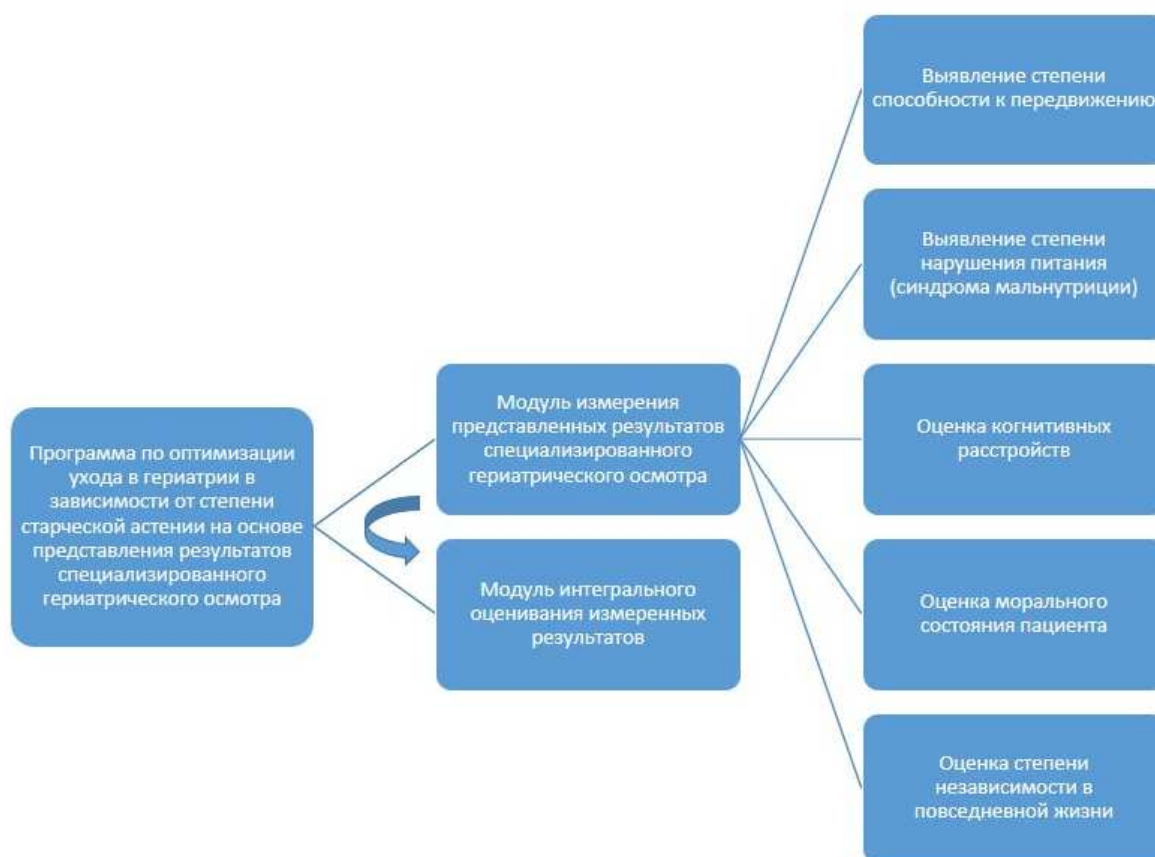 Программа по оптимизации
ухода в гериатрии в
зависимости от степени
старческой астении на основе
представления результатов
специализированного
гериатрического осмотра
Модуль измерения
представленных результатов
специализированного
гериатрического осмотра
Модуль интегрального
оценивания измеренных
результатов
Выявление степени
способности к передвижению
Выявление степени
нарушения питания
(синдрома мальнутриции)
Оценка когнитивных
расстройств
Оценка морального
состояния пациента
Оценка степени
независимости в
повседневной жизни